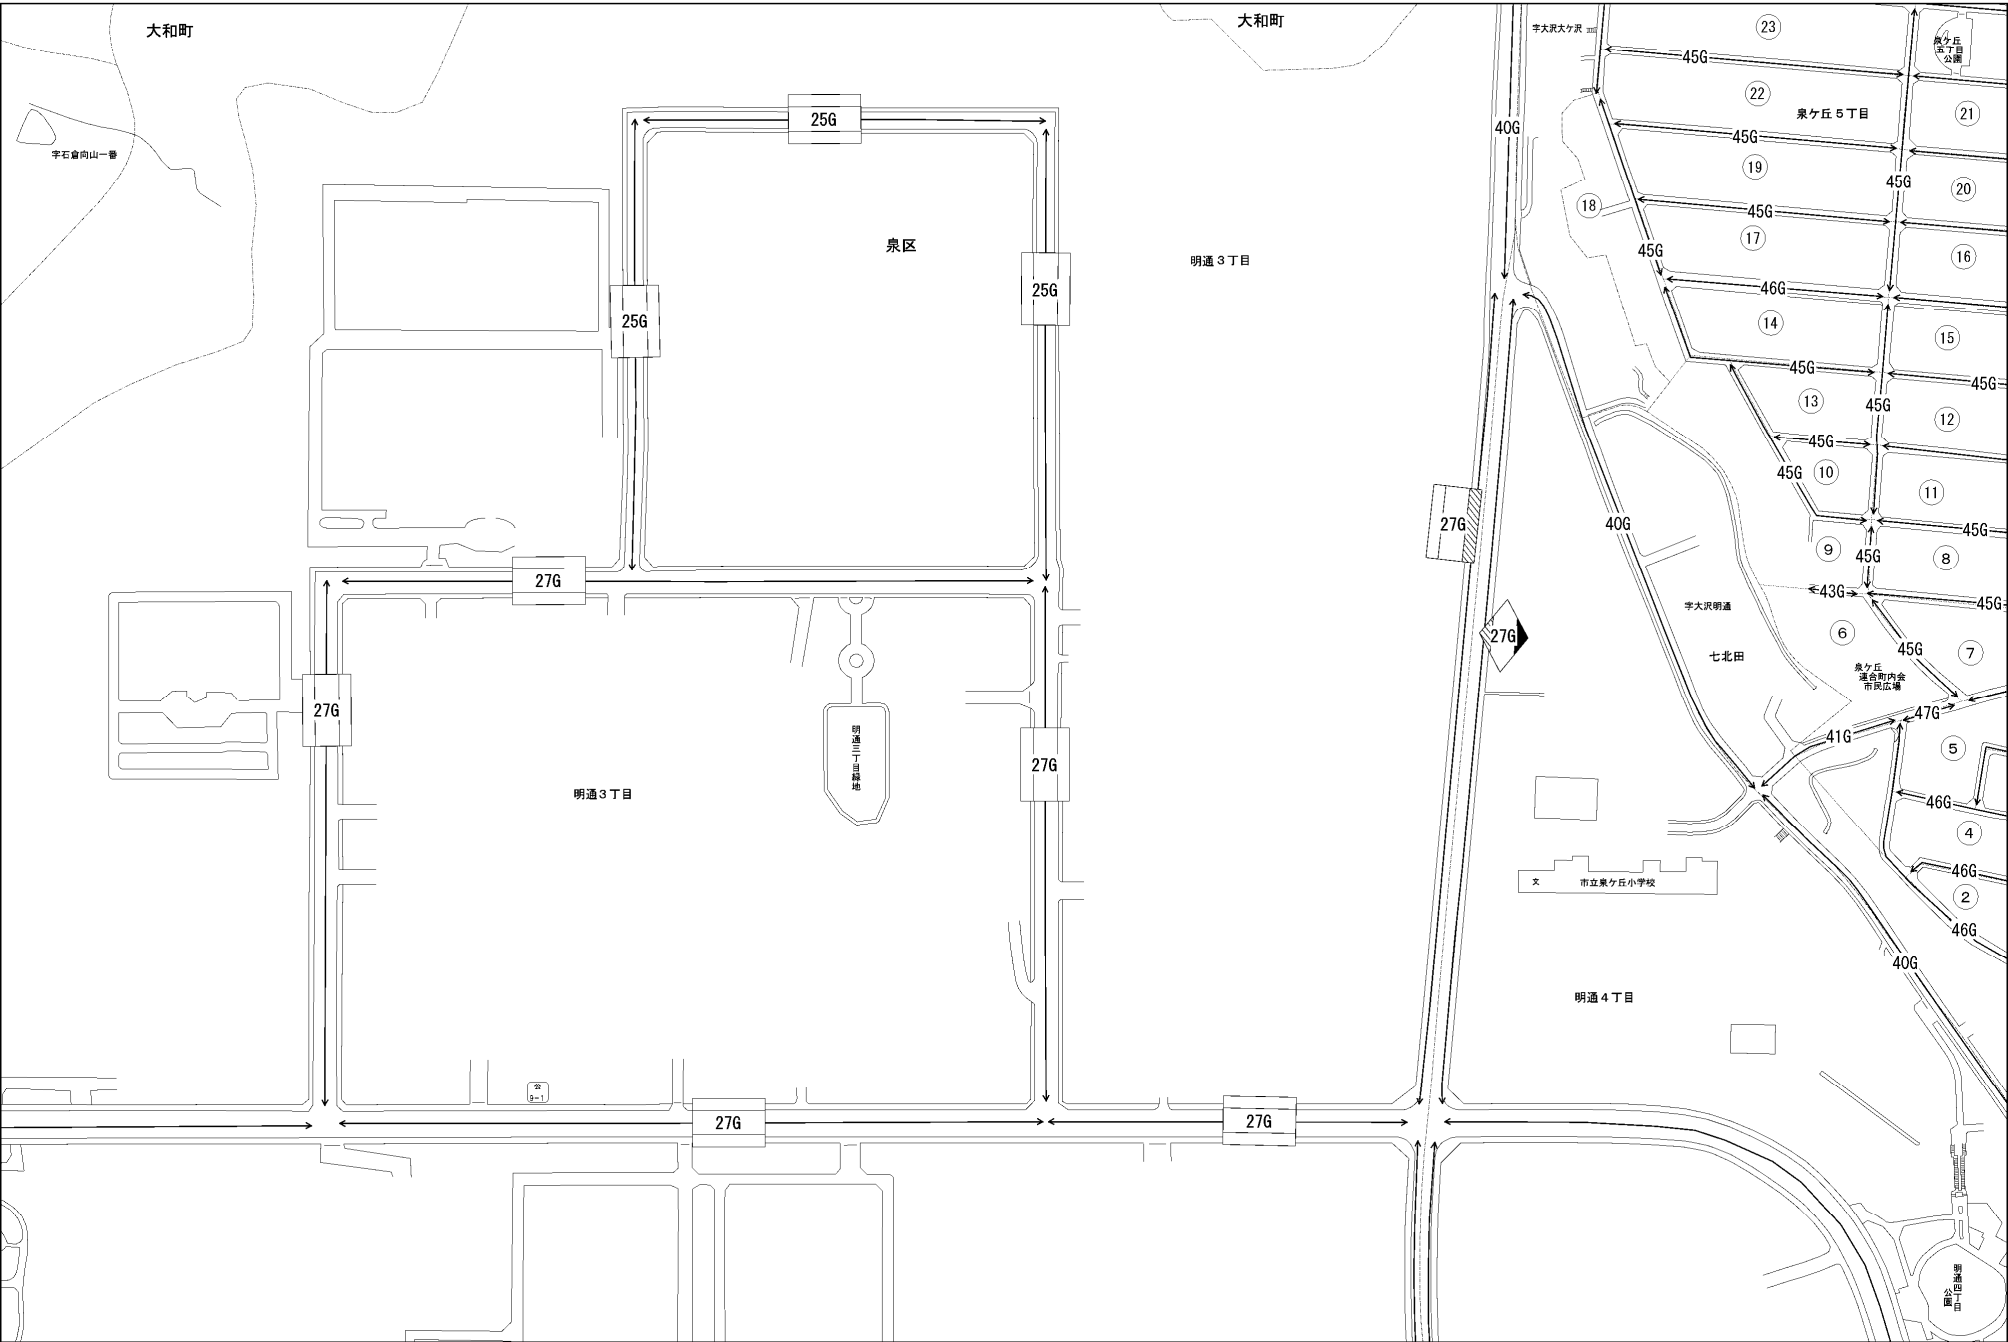 大和町
大和町
字大沢大ケ沢
23
泉ケ丘
五丁目
公園
45G
22
泉ケ丘5丁目
21
25G
40G
45G
字石倉向山一番
19
45G
20
18
45G
17
泉区
明通3丁目
45G
16
25G
25G
46G
14
15
45G
45G
13
45G
12
45G
45G
10
11
27G
40G
45G
9
45G
8
27G
43G
45G
字大沢明通
6
27G
45G
7
七北田
泉ケ丘
連合町内会
市民広場
27G
47G
41G
5
明通三丁目緑地
27G
明通3丁目
46G
4
46G
文
市立泉ケ丘小学校
2
46G
40G
明通4丁目
公
9-1
27G
27G
明通四丁目
公園